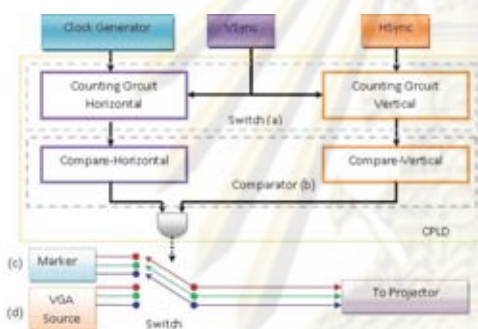 Clock Generator
VSync
HSync
Counting Circuit
Horizontal
Counting Circuit
Vertical
Switch (a)
Compare-Horizontal
Compare-Vertical
Comparator (b)
CPLD
(c)
Marker
(d)
VGA
Source
To Projector
Switch